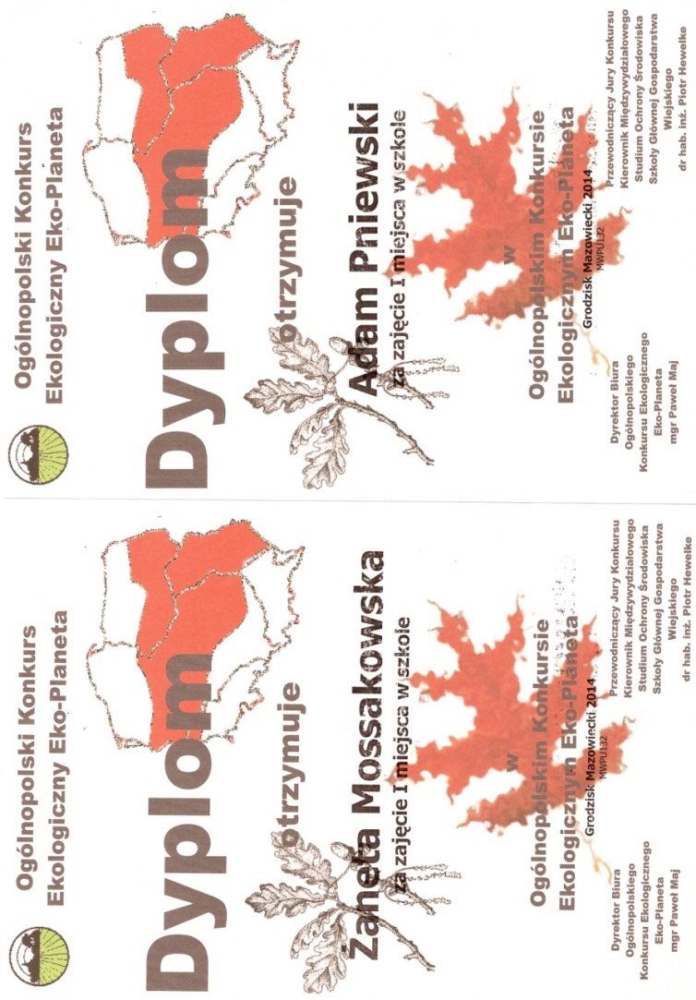 Ogólnopolski Konkurs
Ekologiczny Eko-Planeta
Dyplom
otrzymuje
Adam Pniewski
za zajęcie I miejsca w szkole
w
Ogólnopolskim Konkursie
Ekologicznym Eko-Planeta
Grodzisk Mazowiecki 2014
MWPU132
Dyrektor Biura
Ogólnopolskiego
Konkursu Ekologicznego
Eko-Planeta
mgr Paweł Maj
Przewodniczący Jury Konkursu
Kierownik Międzywydziałowego
Studium Ochrony Środowiska
Szkoły Głównej Gospodarstwa
Wiejskiego
dr hab. inż. Piotr Hewelke
Ogólnopolski Konkurs
Ekologiczny Eko-Planeta
Dyplom
otrzymuje
Żaneta Mossakowska
za zajęcie I miejsca w szkole
w
Ogólnopolskim Konkursie
Ekologicznym Eko-Planeta
Grodzisk Mazowiecki 2014
MWPU132
Dyrektor Biura
Ogólnopolskiego
Konkursu Ekologicznego
Eko-Planeta
mgr Paweł Maj
Przewodniczący Jury Konkursu
Kierownik Międzywydziałowego
Studium Ochrony Środowiska
Szkoły Głównej Gospodarstwa
Wiejskiego
dr hab. inż. Piotr Hewelke